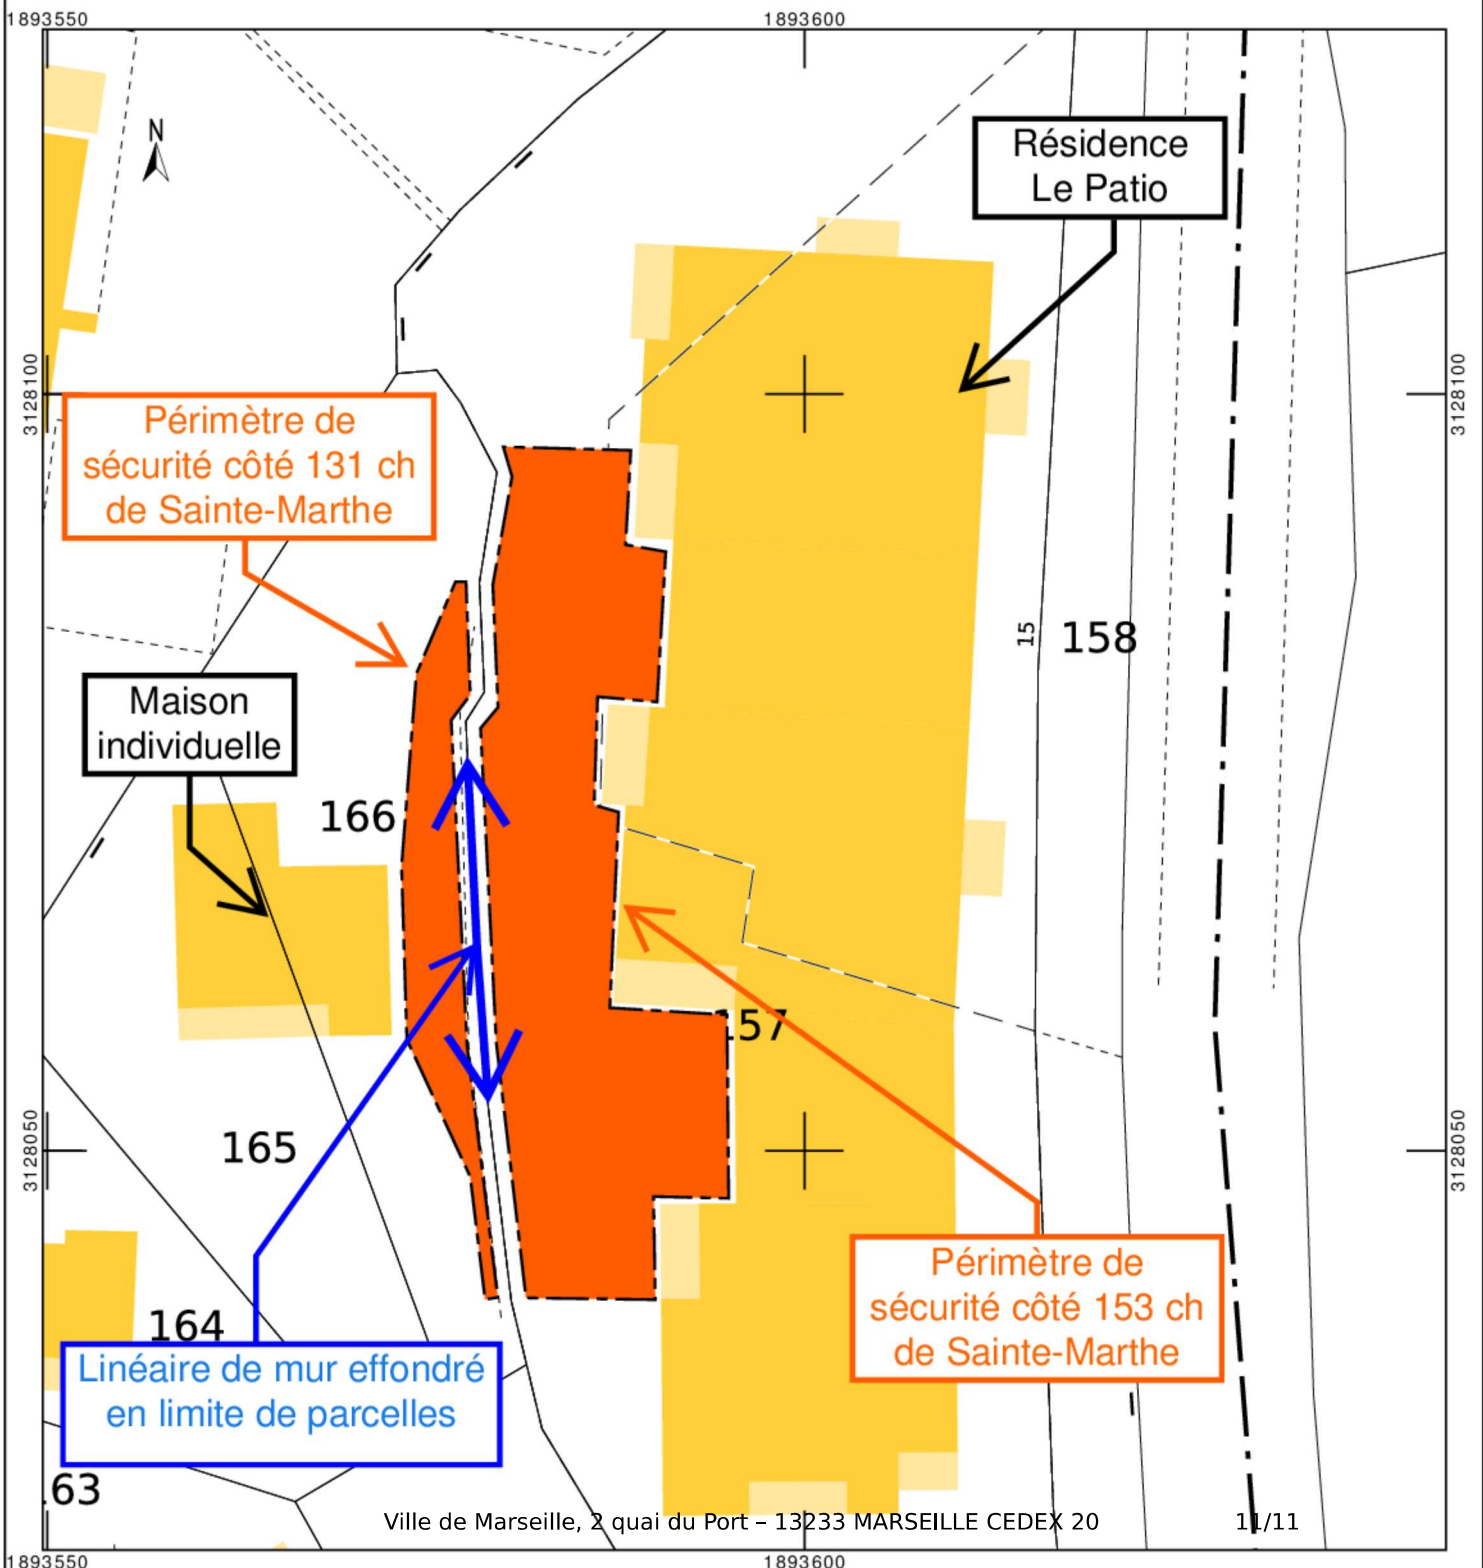 1893550
1893600
N
Résidence
Le Patio
3128100
3128100
Périmètre de
sécurité côté 131 ch
de Sainte-Marthe
15
158
Maison
individuelle
166
157
165
3128050
3128050
Périmètre de
sécurité côté 153 ch
de Sainte-Marthe
164
Linéaire de mur effondré
en limite de parcelles
63
Ville de Marseille, 2 quai du Port – 13233 MARSEILLE CEDEX 20
11/11
1893550
1893600